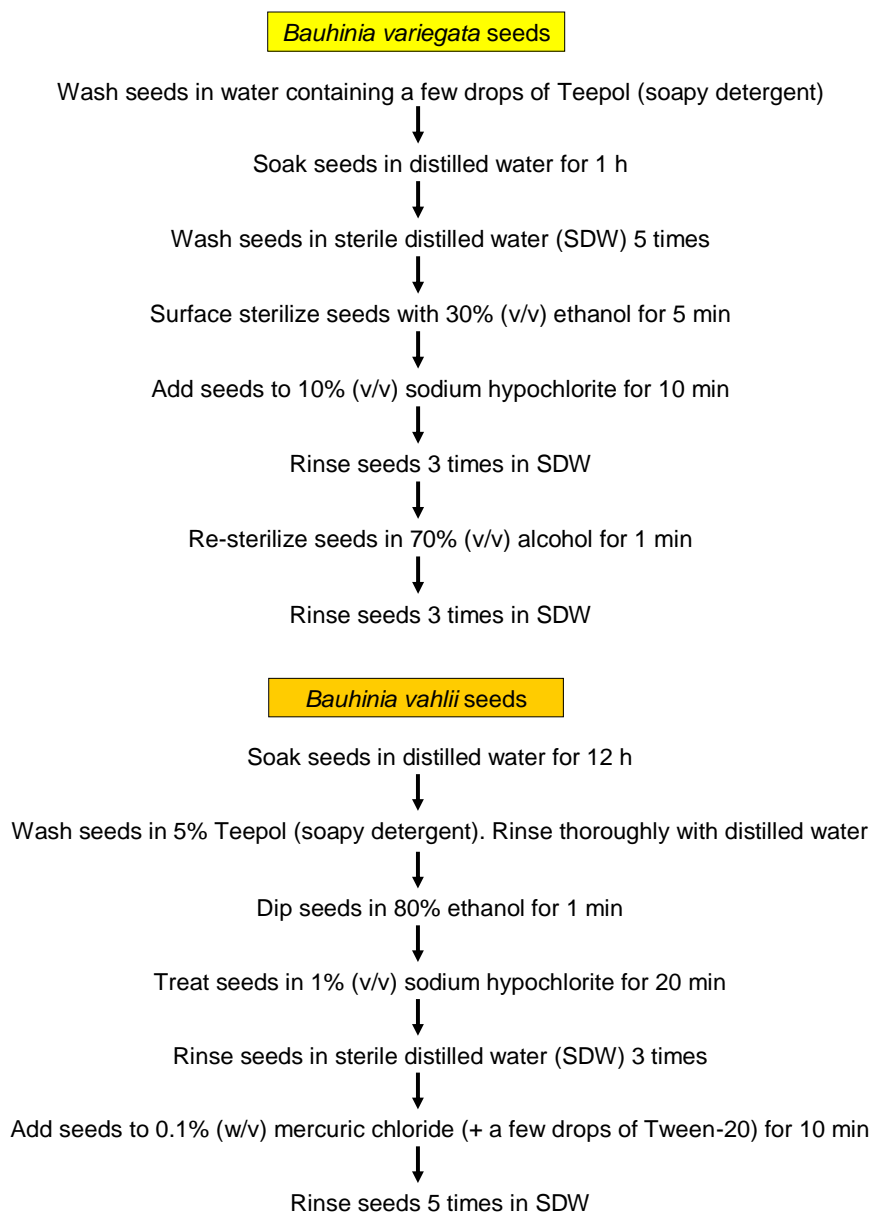 Bauhinia variegata seeds
Wash seeds in water containing a few drops of Teepol (soapy detergent)
Soak seeds in distilled water for 1 h
Wash seeds in sterile distilled water (SDW) 5 times
Surface sterilize seeds with 30% (v/v) ethanol for 5 min
Add seeds to 10% (v/v) sodium hypochlorite for 10 min
Rinse seeds 3 times in SDW
Re-sterilize seeds in 70% (v/v) alcohol for 1 min
Rinse seeds 3 times in SDW
Bauhinia vahlii seeds
Soak seeds in distilled water for 12 h
Wash seeds in 5% Teepol (soapy detergent). Rinse thoroughly with distilled water
Dip seeds in 80% ethanol for 1 min
Treat seeds in 1% (v/v) sodium hypochlorite for 20 min
Rinse seeds in sterile distilled water (SDW) 3 times
Add seeds to 0.1% (w/v) mercuric chloride (+ a few drops of Tween-20) for 10 min
Rinse seeds 5 times in SDW